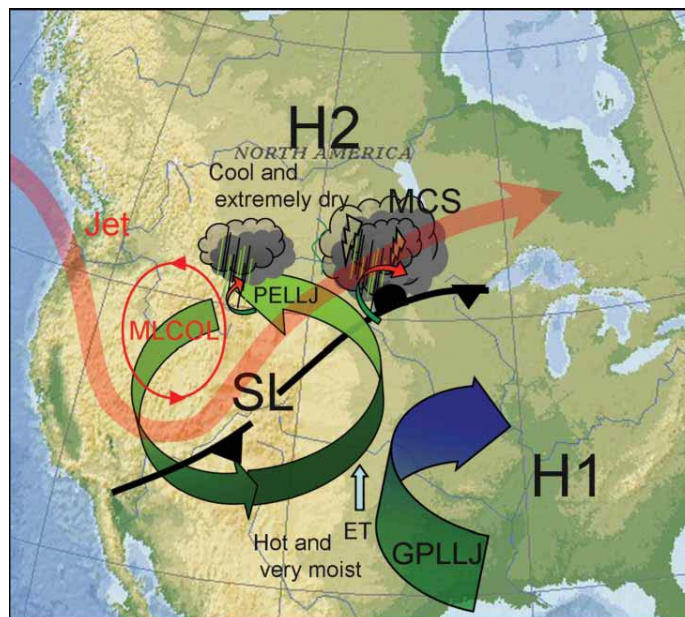 H2
NORTH AMERICA
Cool and
extremely dry
MCS
Jet
PELLJ
MLCOL
SL
H1
ET
Hot and
very moist
GPLLJ